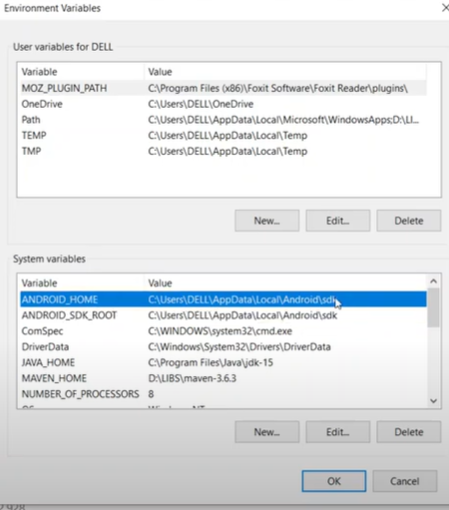 Environment Variables
User variables for DELL
Variable Value
MOZ_PLUGIN_PATH C:\Program Files (x86)\Foxit Software\Foxit Reader\plugins\
OneDrive C:\Users\DELL\OneDrive
Path C:\Users\DELL\AppData\Local\Microsoft\WindowsApps;D:\LI...
TEMP C:\Users\DELL\AppData\Local\Temp
TMP C:\Users\DELL\AppData\Local\Temp
New... Edit... Delete
System variables
Variable Value
ANDROID_HOME C:\Users\DELL\AppData\Local\Android\sdk
ANDROID_SDK_ROOT C:\Users\DELL\AppData\Local\Android\sdk
ComSpec C:\WINDOWS\system32\cmd.exe
DriverData C:\Windows\System32\Drivers\DriverData
JAVA_HOME C:\Program Files\Java\jdk-15
MAVEN_HOME D:\LIBS\maven-3.6.3
NUMBER_OF_PROCESSORS 8
New... Edit... Delete
OK Cancel